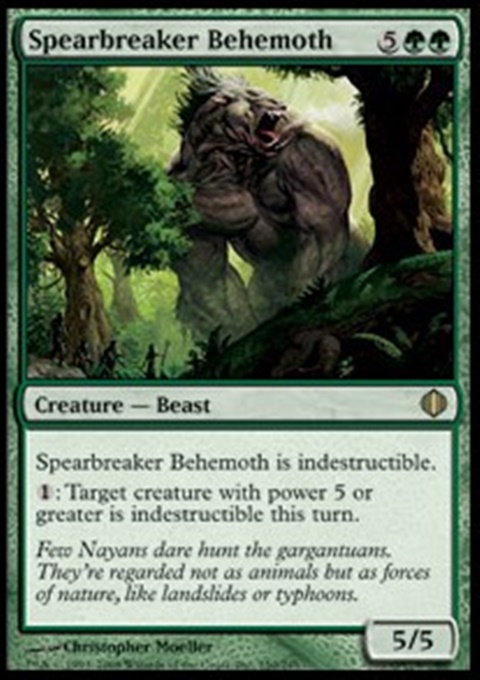 Spearbreaker Behemoth 5
Creature — Beast
Spearbreaker Behemoth is indestructible.
1: Target creature with power 5 or
greater is indestructible this turn.
Few Nayans dare hunt the gargantuans.
They're regarded not as animals but as forces
of nature, like landslides or typhoons.
Christopher Moeller
5/5